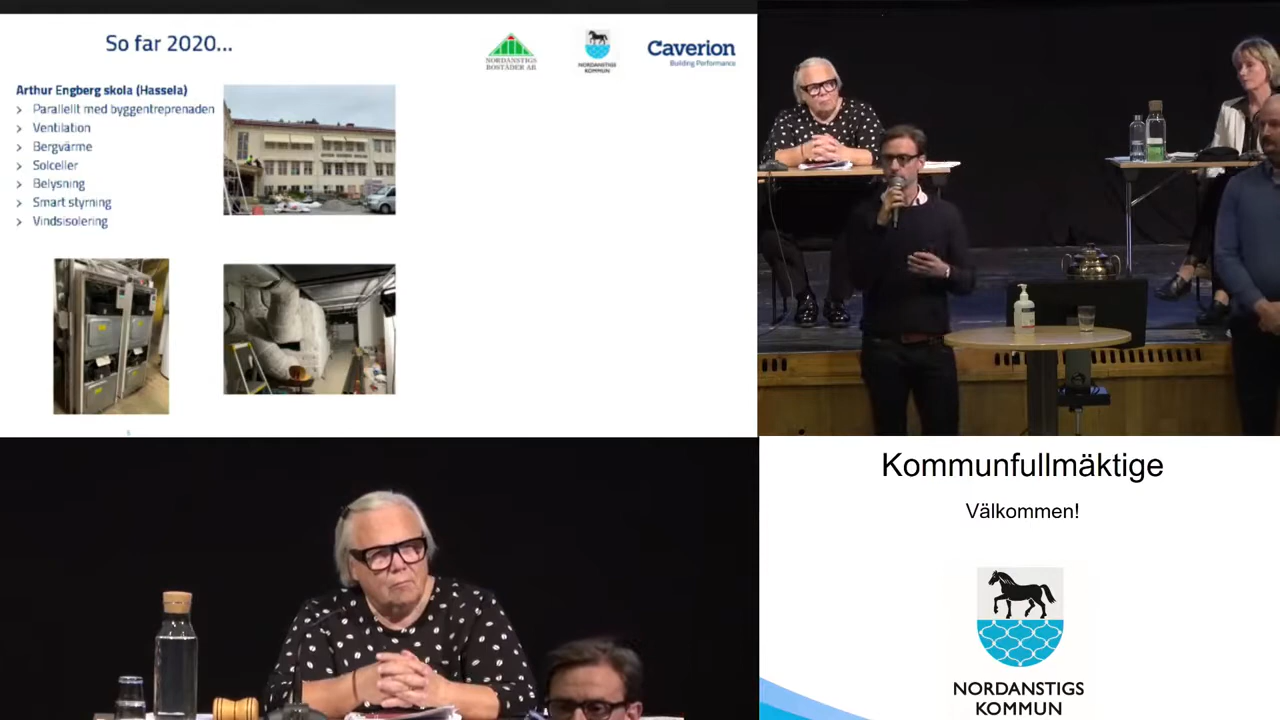 So far 2020...
NORDANSTIGS
BOSTÄDER AB
NORDANSTIGS
KOMMUN
Caverion
Building Performance
Arthur Engberg skola (Hassela)
> Parallellt med byggentreprenaden
> Ventilation
> Bergvärme
> Solceller
> Belysning
> Smart styrning
> Vindsisolering
Kommunfullmäktige
Välkommen!
NORDANSTIGS
KOMMUN